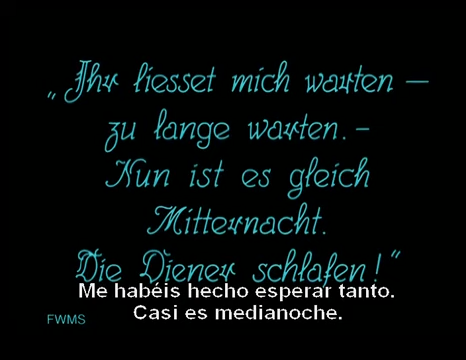 „Ihr liesset mich warten —
zu lange warten. –
Nun ist es gleich
Mitternacht.
Die Diener schlafen!“
Me habéis hecho esperar tanto.
Casi es medianoche.
FWMS